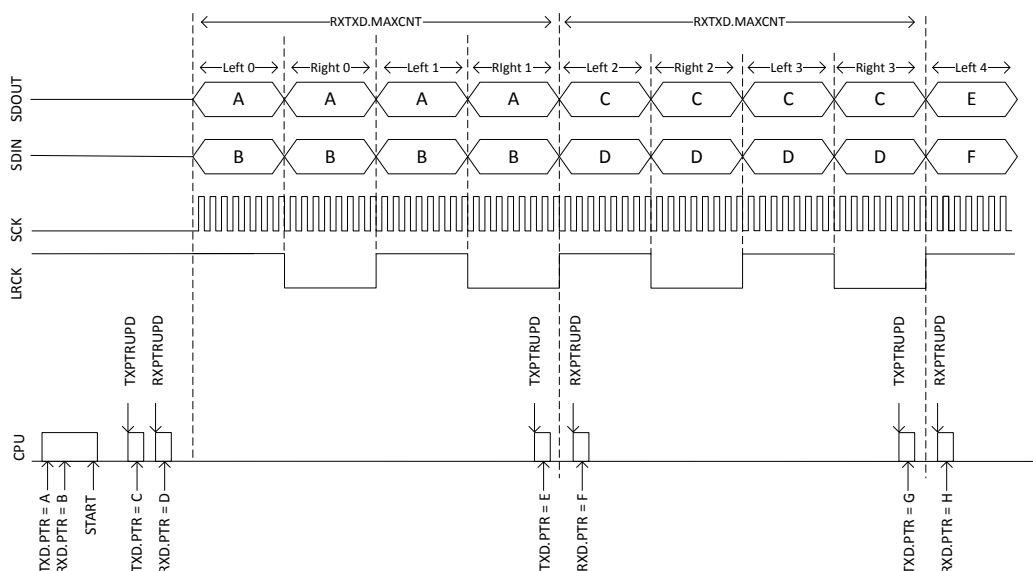 RXTXD.MAXCNT
RXTXD.MAXCNT
Left 0
Right 0
Left 1
RIght 1
Left 2
Right 2
Left 3
Right 3
Left 4
SDOUT
A
A
A
A
C
C
C
C
E
SDIN
B
B
B
B
D
D
D
D
F
SCK
LRCK
TXPTRUPD
RXPTRUPD
TXPTRUPD
RXPTRUPD
TXPTRUPD
RXPTRUPD
CPU
TXD.PTR = A
RXD.PTR = B
START
TXD.PTR = C
RXD.PTR = D
TXD.PTR = E
RXD.PTR = F
TXD.PTR = G
RXD.PTR = H